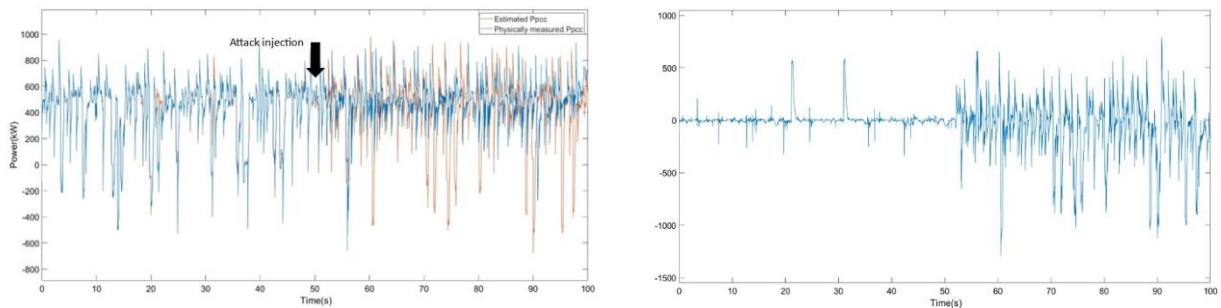 Estimated Ppcc
Physically measured Ppcc
Attack injection
1000
800
600
400
200
0
-200
-400
-600
-800
Power(kW)
0 10 20 30 40 50 60 70 80 90 100
Time(s)
1000
500
0
-500
-1000
-1500
0 10 20 30 40 50 60 70 80 90 100
Time(s)